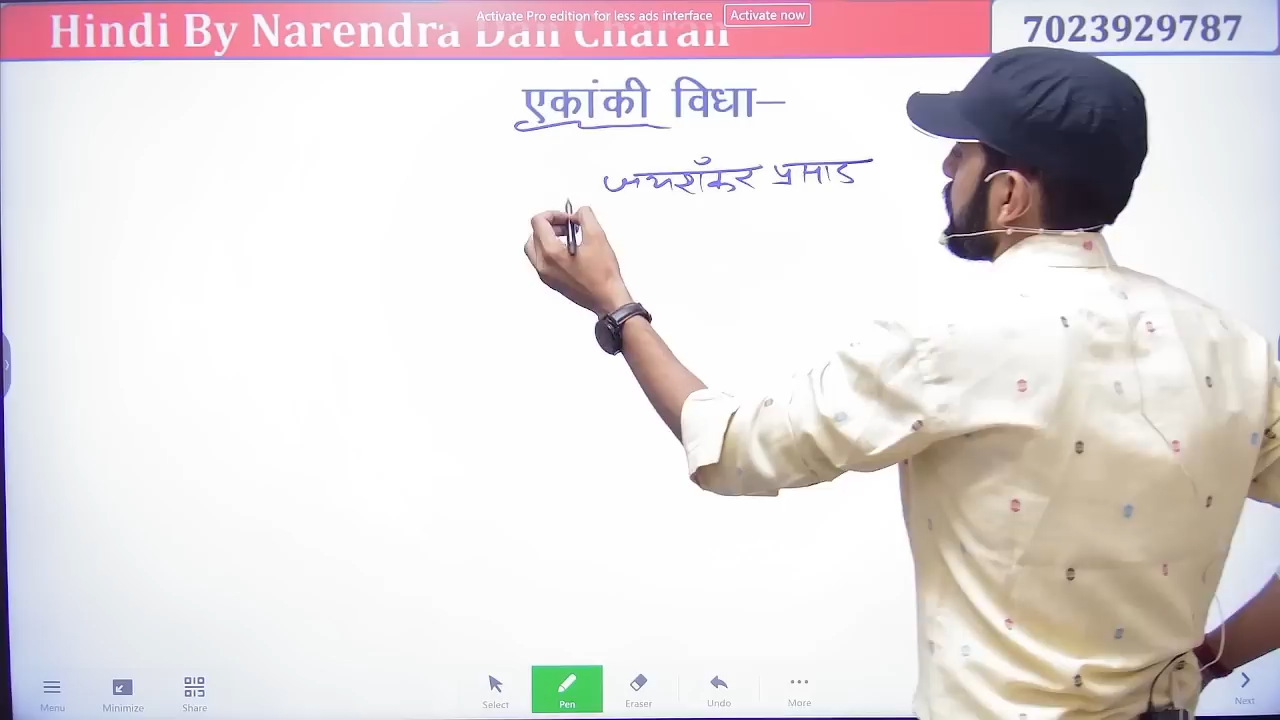 Hindi By Narendra Dan Charan
Activate Pro edition for less ads interface Activate now
7023929787
एकांकी विधा–
जयशंकर प्रसाद
Menu Minimize Share Select Pen Eraser Undo More Next